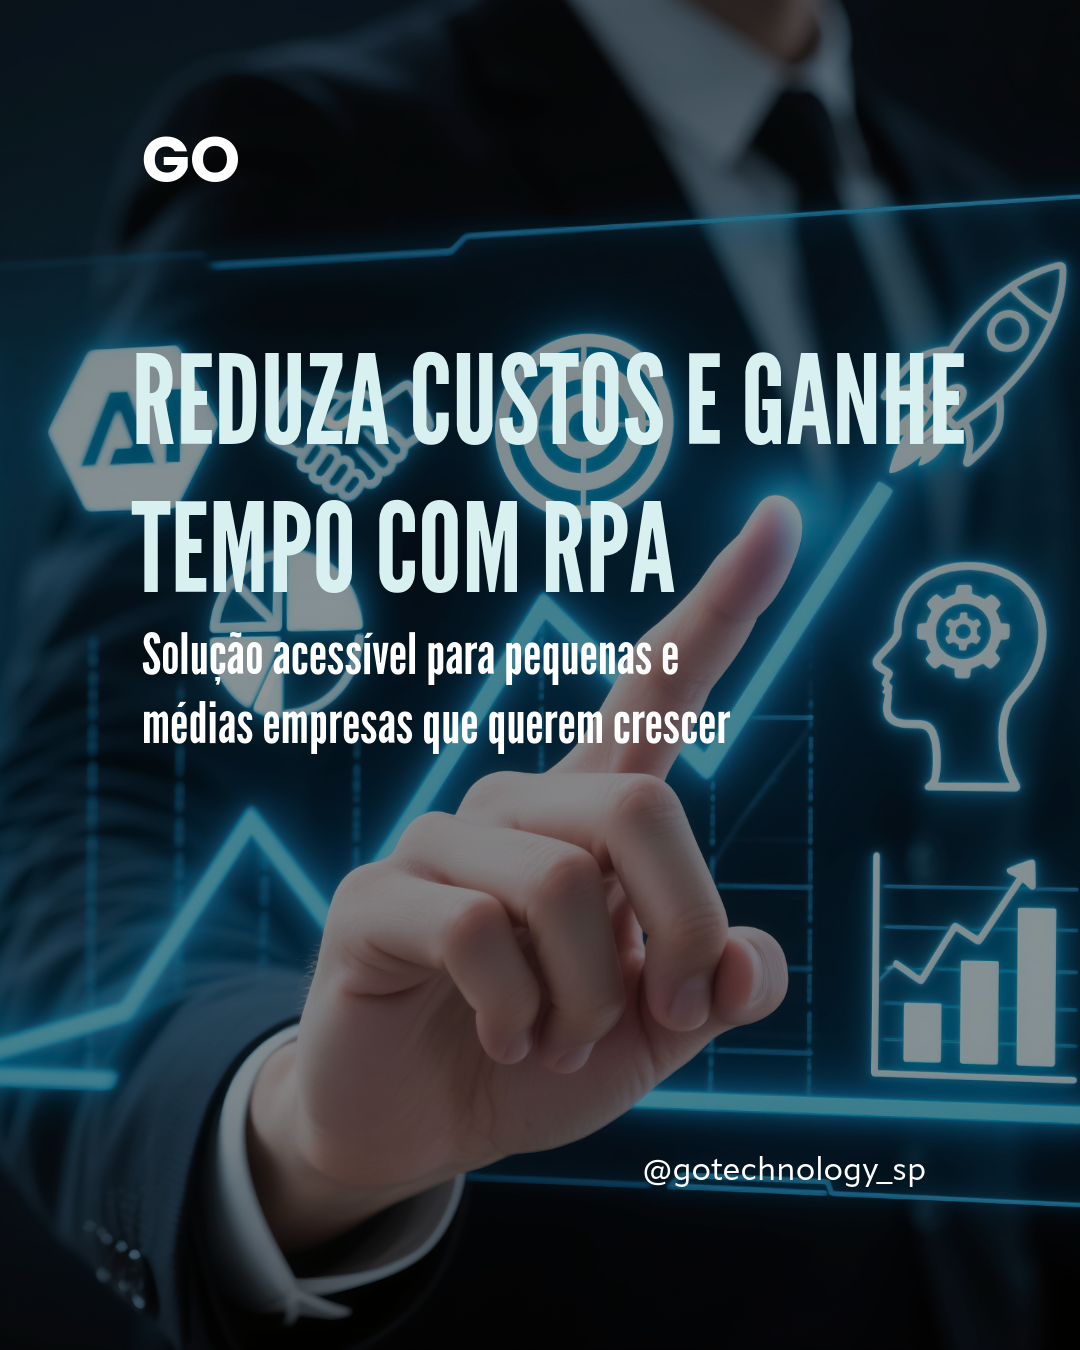 GO
REDUZA CUSTOS E GANHE
TEMPO COM RPA
Solução acessível para pequenas e
médias empresas que querem crescer
@gotechnology_sp